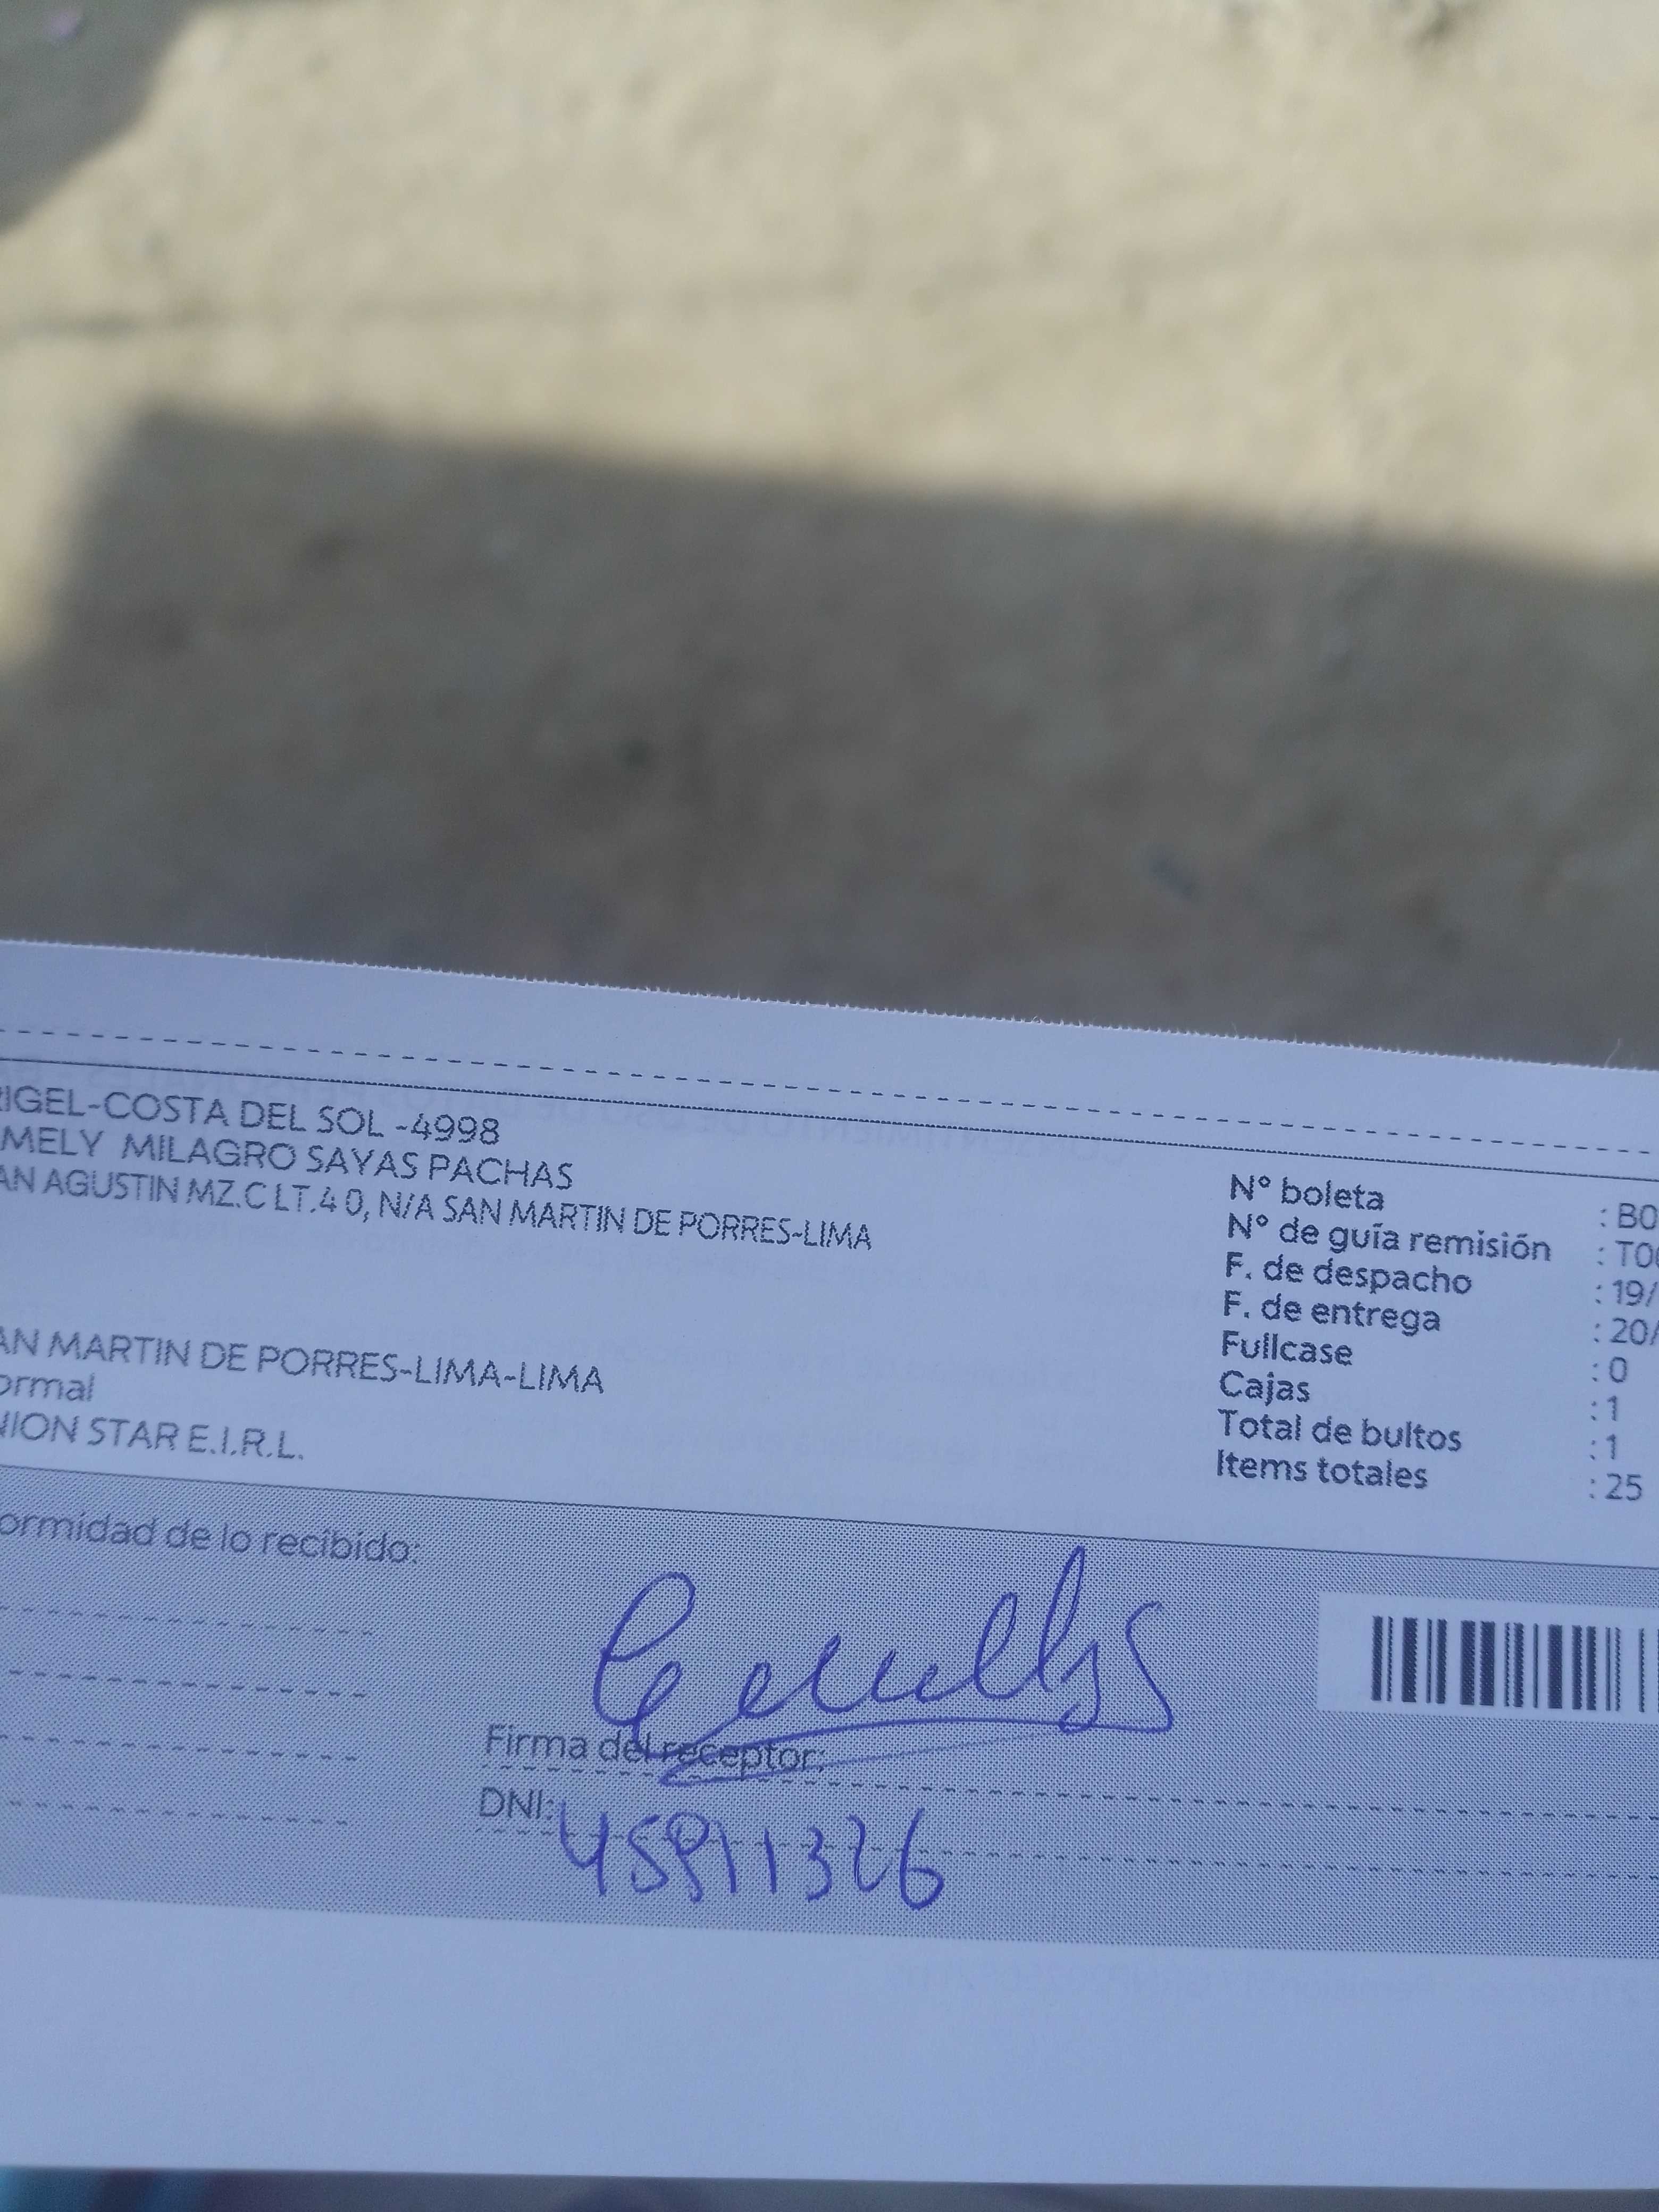 RIGEL-COSTA DEL SOL -4998
MELY MILAGRO SAYAS PACHAS
AN AGUSTIN MZ.C LT.4 0, N/A SAN MARTIN DE PORRES-LIMA
AN MARTIN DE PORRES-LIMA-LIMA
ormal
NION STAR E.I.R.L.
N° boleta : B0
N° de guía remisión : T00
F. de despacho : 19/
F. de entrega : 20/
Fullcase : 0
Cajas : 1
Total de bultos : 1
Items totales : 25
ormidad de lo recibido:
Firma del receptor:
DNI: 45911326